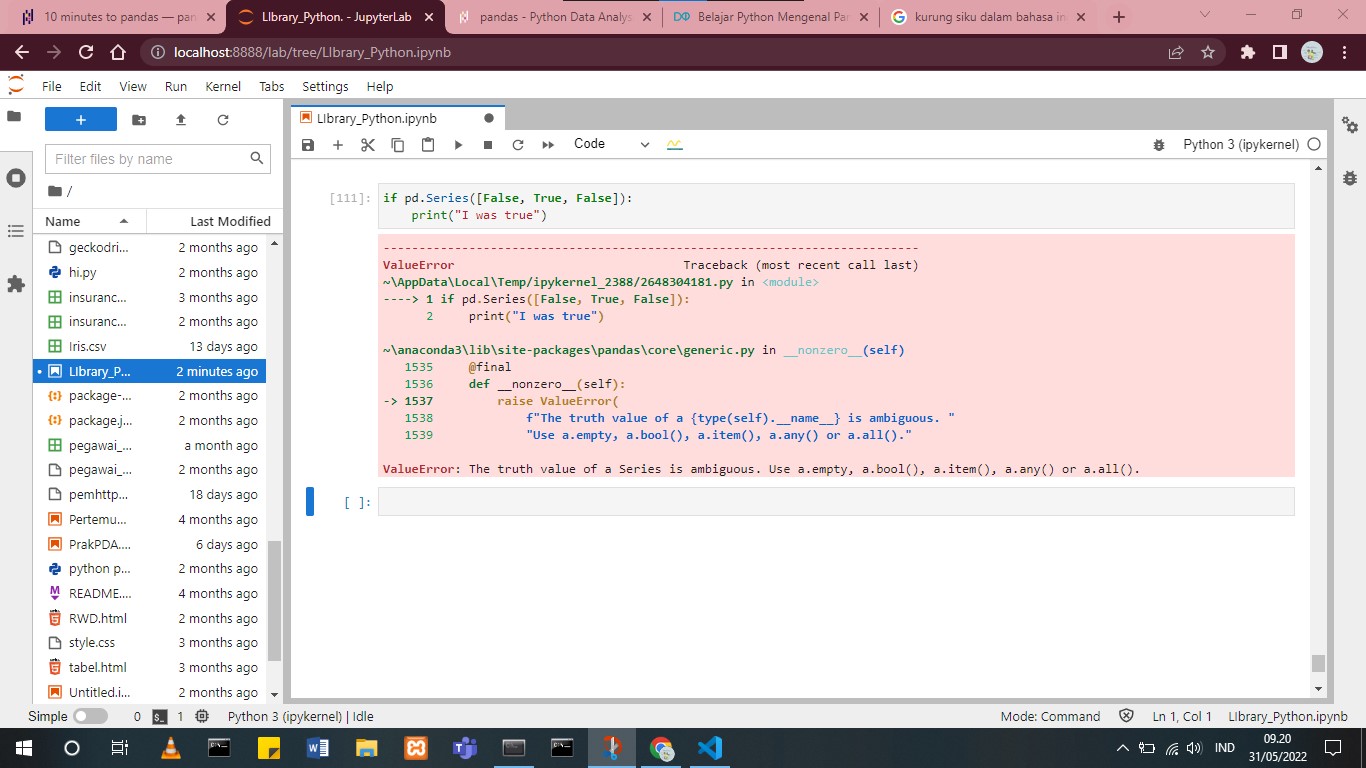 10 minutes to pandas — pan
LIbrary_Python. - JupyterLab
pandas - Python Data Analys
Belajar Python Mengenal Pan
kurung siku dalam bahasa in
localhost:8888/lab/tree/LIbrary_Python.ipynb
File Edit View Run Kernel Tabs Settings Help
LIbrary_Python.ipynb
Filter files by name
Code
Python 3 (ipykernel)
/
Name Last Modified
geckodri... 2 months ago
hi.py 2 months ago
insuranc... 3 months ago
insuranc... 2 months ago
Iris.csv 13 days ago
LIbrary_P... 2 minutes ago
package-... 2 months ago
package.j... 2 months ago
pegawai_... a month ago
pegawai_... 2 months ago
pemhttp... 18 days ago
Pertemu... 4 months ago
PrakPDA.... 6 days ago
python p... 2 months ago
README.... 4 months ago
RWD.html 2 months ago
style.css 3 months ago
tabel.html 3 months ago
Untitled.i... 2 months ago
[111]: if pd.Series([False, True, False]):
print("I was true")
---------------------------------------------------------------------------
ValueError Traceback (most recent call last)
~\AppData\Local\Temp/ipykernel_2388/2648304181.py in <module>
----> 1 if pd.Series([False, True, False]):
2 print("I was true")
~\anaconda3\lib\site-packages\pandas\core\generic.py in __nonzero__(self)
1535 @final
1536 def __nonzero__(self):
-> 1537 raise ValueError(
1538 f"The truth value of a {type(self).__name__} is ambiguous. "
1539 "Use a.empty, a.bool(), a.item(), a.any() or a.all()."
ValueError: The truth value of a Series is ambiguous. Use a.empty, a.bool(), a.item(), a.any() or a.all().
[ ]:
Simple 0 1 Python 3 (ipykernel) | Idle
Mode: Command Ln 1, Col 1 LIbrary_Python.ipynb
IND
09.20
31/05/2022